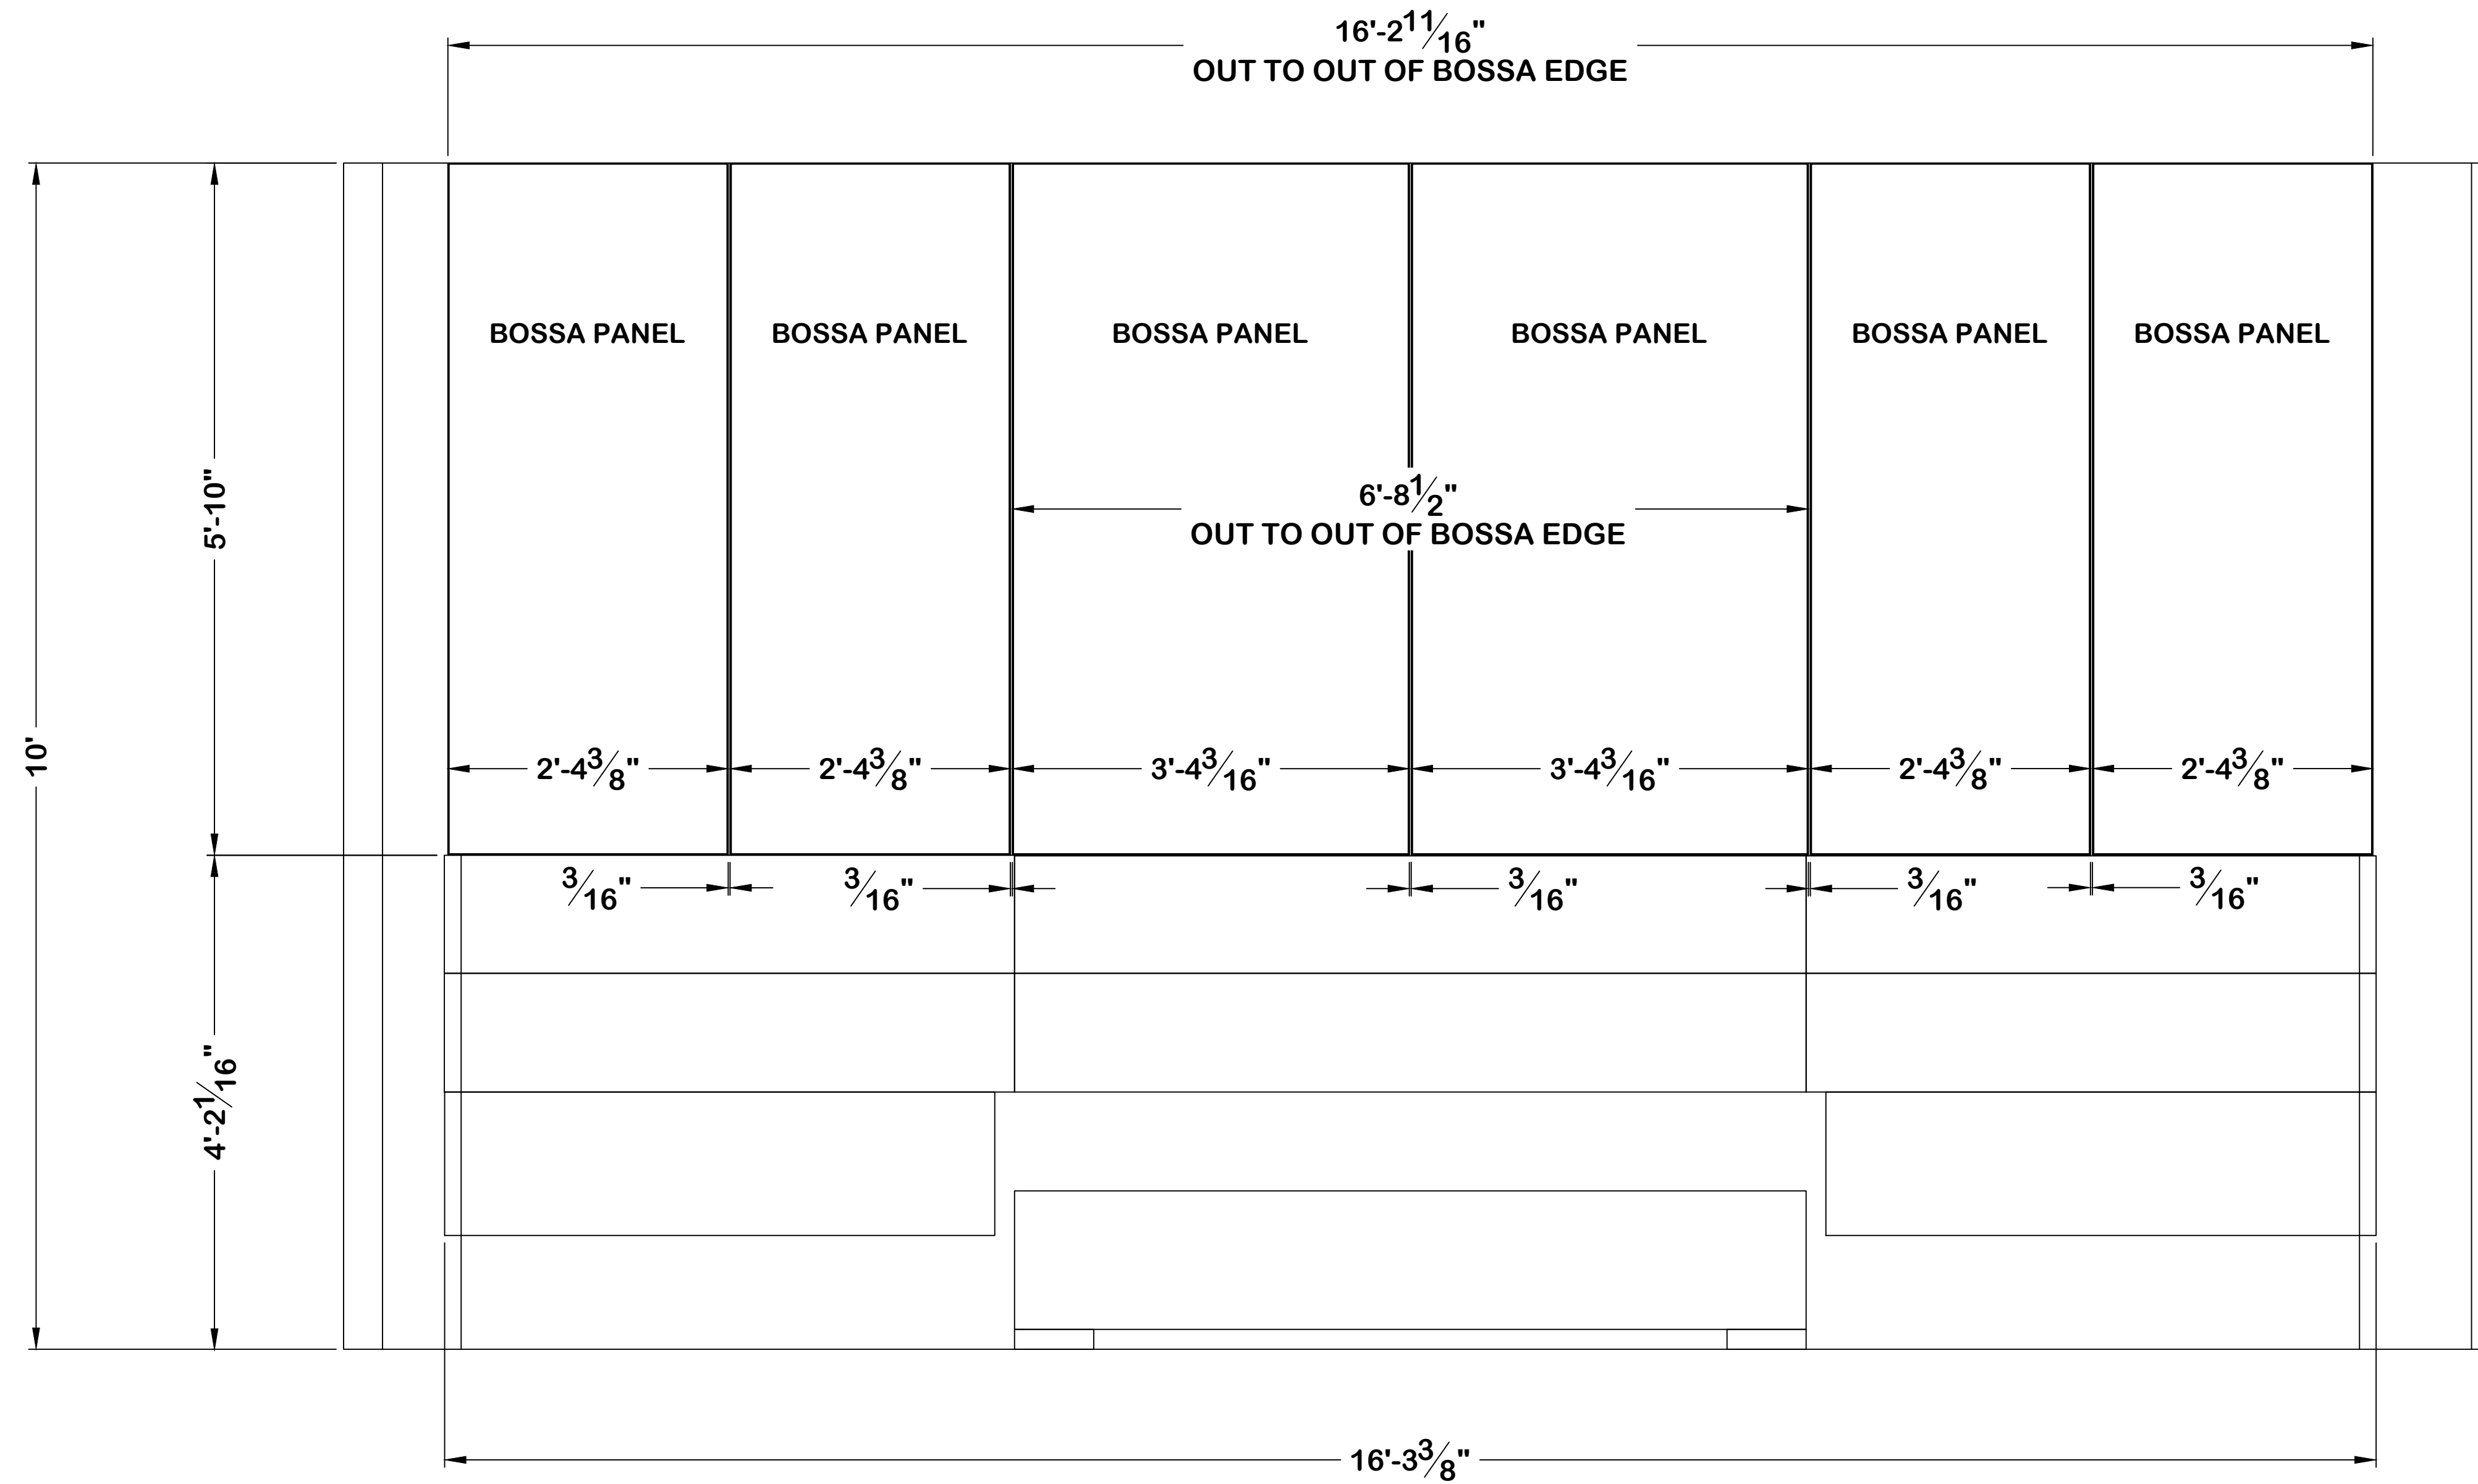 16'-2 11/16"
OUT TO OUT OF BOSSA EDGE
BOSSA PANEL
BOSSA PANEL
BOSSA PANEL
BOSSA PANEL
BOSSA PANEL
BOSSA PANEL
5'-10"
6'-8 1/2"
OUT TO OUT OF BOSSA EDGE
10'
2'-4 3/8"
2'-4 3/8"
3'-4 3/16"
3'-4 3/16"
2'-4 3/8"
2'-4 3/8"
3/16"
3/16"
3/16"
3/16"
3/16"
4'-2 1/16"
16'-3 3/8"